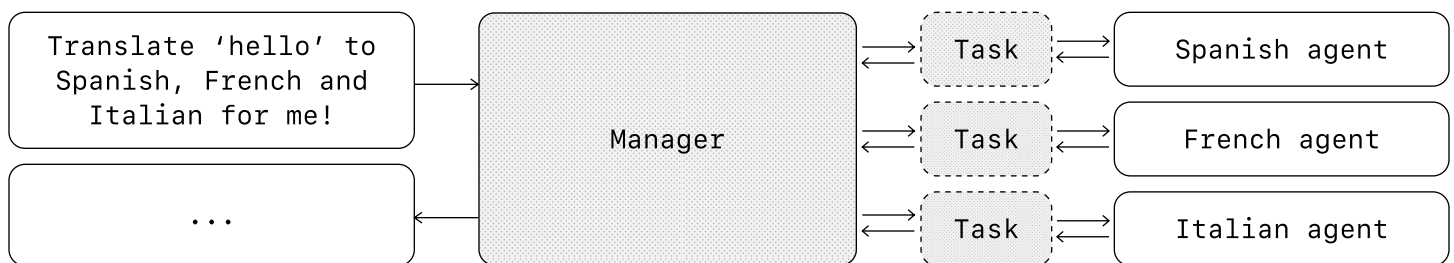 Translate ‘hello’ to
Spanish, French and
Italian for me!
...
Manager
Task
Spanish agent
Task
French agent
Task
Italian agent